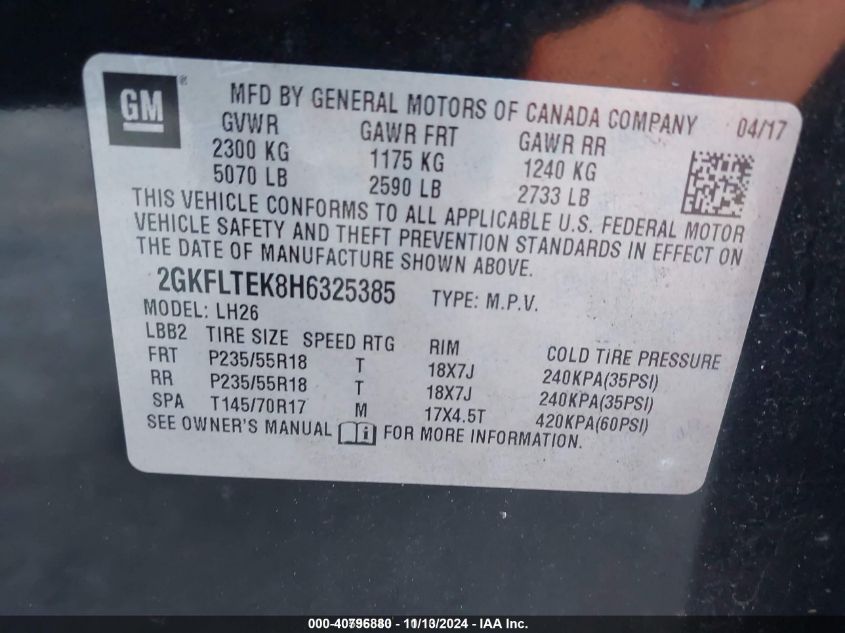 GM ®
MFD BY GENERAL MOTORS OF CANADA COMPANY 04/17
GVWR GAWR FRT GAWR RR
2300 KG 1175 KG 1240 KG
5070 LB 2590 LB 2733 LB
THIS VEHICLE CONFORMS TO ALL APPLICABLE U.S. FEDERAL MOTOR
VEHICLE SAFETY AND THEFT PREVENTION STANDARDS IN EFFECT ON
THE DATE OF MANUFACTURE SHOWN ABOVE.
2GKFLTEK8H6325385 TYPE: M.P.V.
MODEL: LH26
LBB2 TIRE SIZE SPEED RTG RIM COLD TIRE PRESSURE
FRT P235/55R18 T 18X7J 240KPA(35PSI)
RR P235/55R18 T 18X7J 240KPA(35PSI)
SPA T145/70R17 M 17X4.5T 420KPA(60PSI)
SEE OWNER'S MANUAL i FOR MORE INFORMATION.
- IAA Inc.